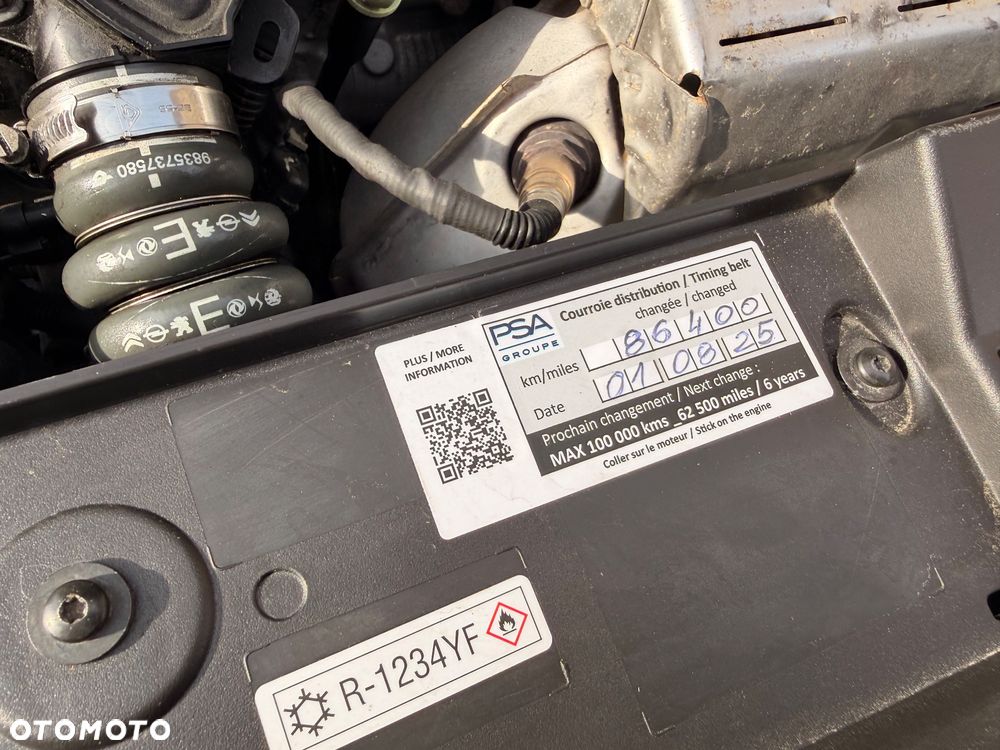 9835737580
E
E
PLUS / MORE
INFORMATION
PSA
GROUPE
Courroie distribution / Timing belt
changée / changed
km/miles 86400
Date 01 08 25
Prochain changement / Next change :
MAX 100 000 kms _62 500 miles / 6 years
Coller sur le moteur / Stick on the engine
R-1234YF
OTOMOTO